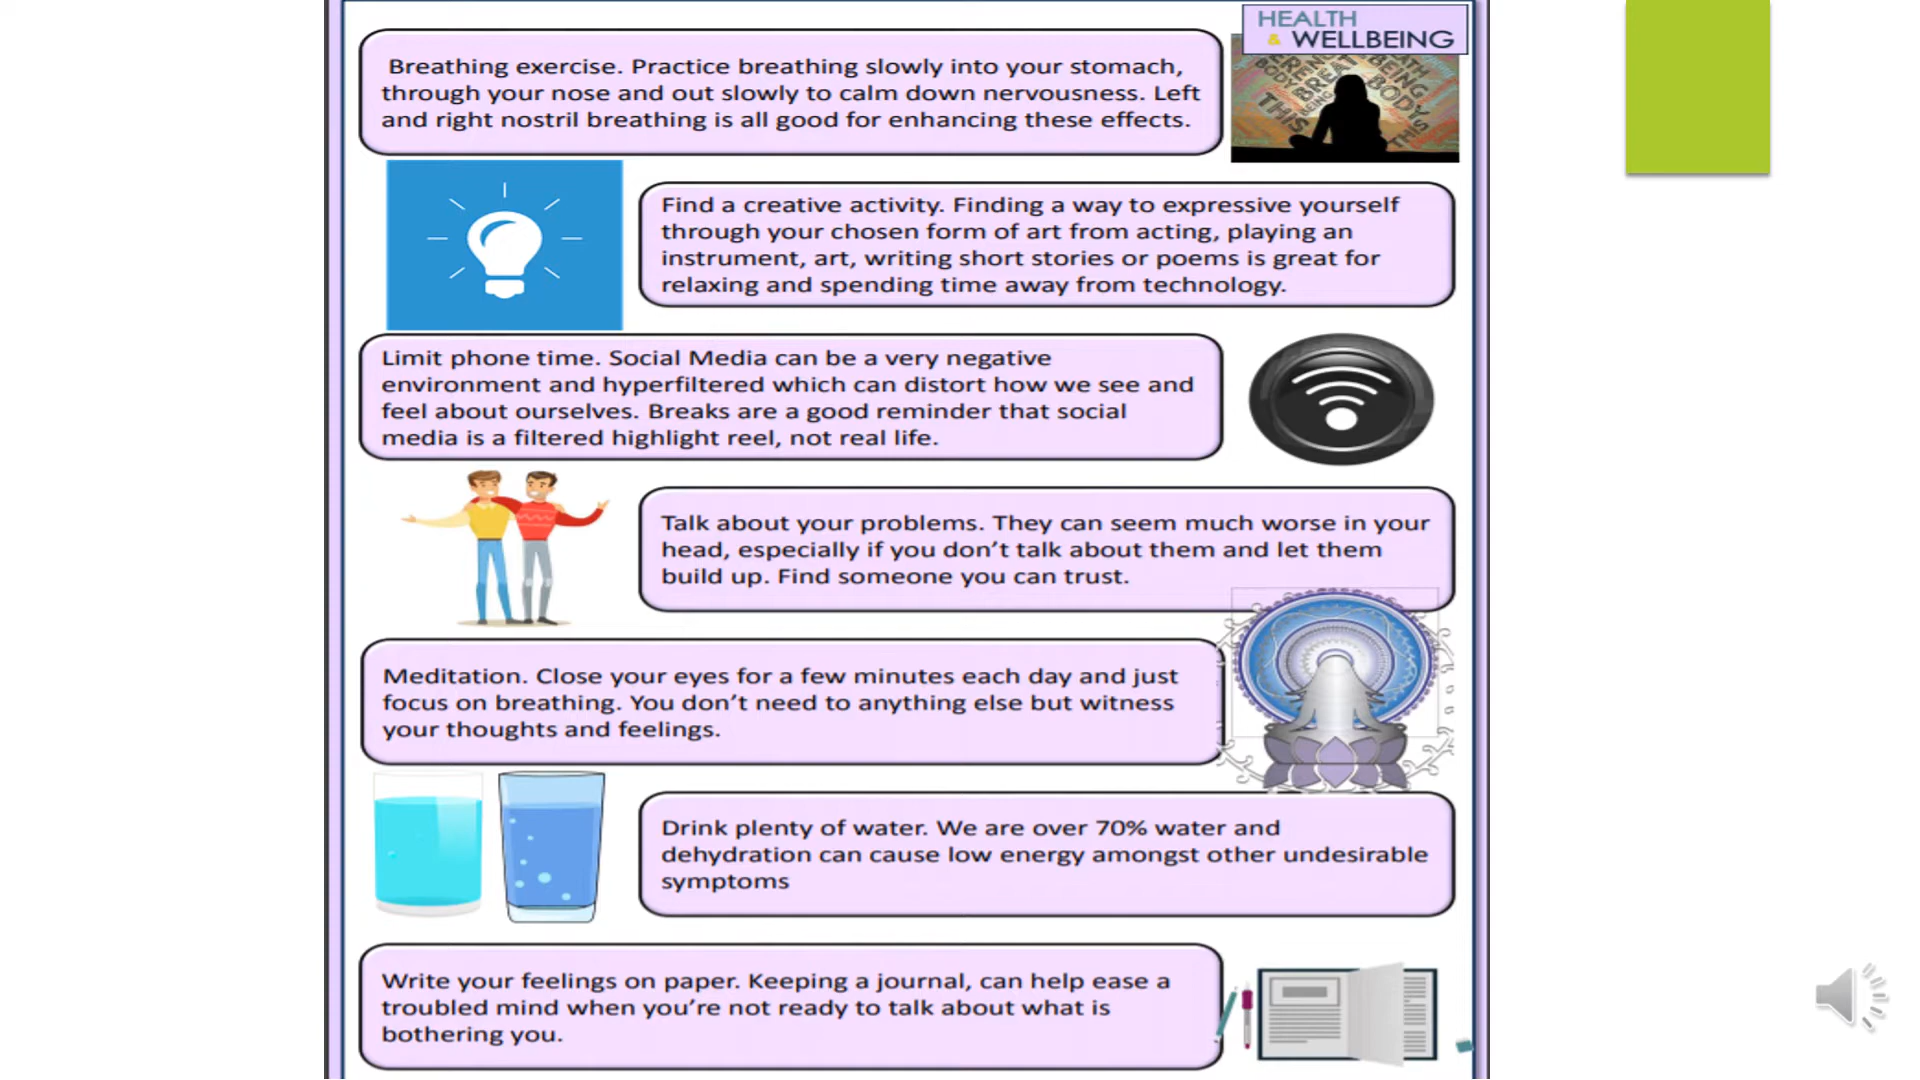 HEALTH
& WELLBEING
Breathing exercise. Practice breathing slowly into your stomach,
through your nose and out slowly to calm down nervousness. Left
and right nostril breathing is all good for enhancing these effects.
Find a creative activity. Finding a way to expressive yourself
through your chosen form of art from acting, playing an
instrument, art, writing short stories or poems is great for
relaxing and spending time away from technology.
Limit phone time. Social Media can be a very negative
environment and hyperfiltered which can distort how we see and
feel about ourselves. Breaks are a good reminder that social
media is a filtered highlight reel, not real life.
Talk about your problems. They can seem much worse in your
head, especially if you don’t talk about them and let them
build up. Find someone you can trust.
Meditation. Close your eyes for a few minutes each day and just
focus on breathing. You don’t need to anything else but witness
your thoughts and feelings.
Drink plenty of water. We are over 70% water and
dehydration can cause low energy amongst other undesirable
symptoms
Write your feelings on paper. Keeping a journal, can help ease a
troubled mind when you’re not ready to talk about what is
bothering you.